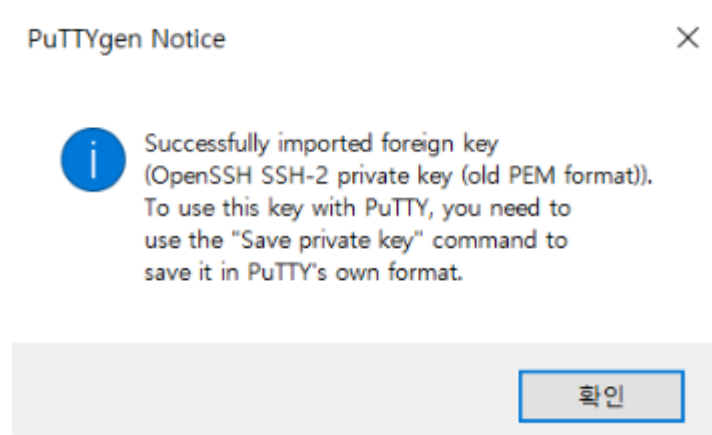 PuTTYgen Notice
Successfully imported foreign key
(OpenSSH SSH-2 private key (old PEM format)).
To use this key with PuTTY, you need to
use the "Save private key" command to
save it in PuTTY's own format.
확인